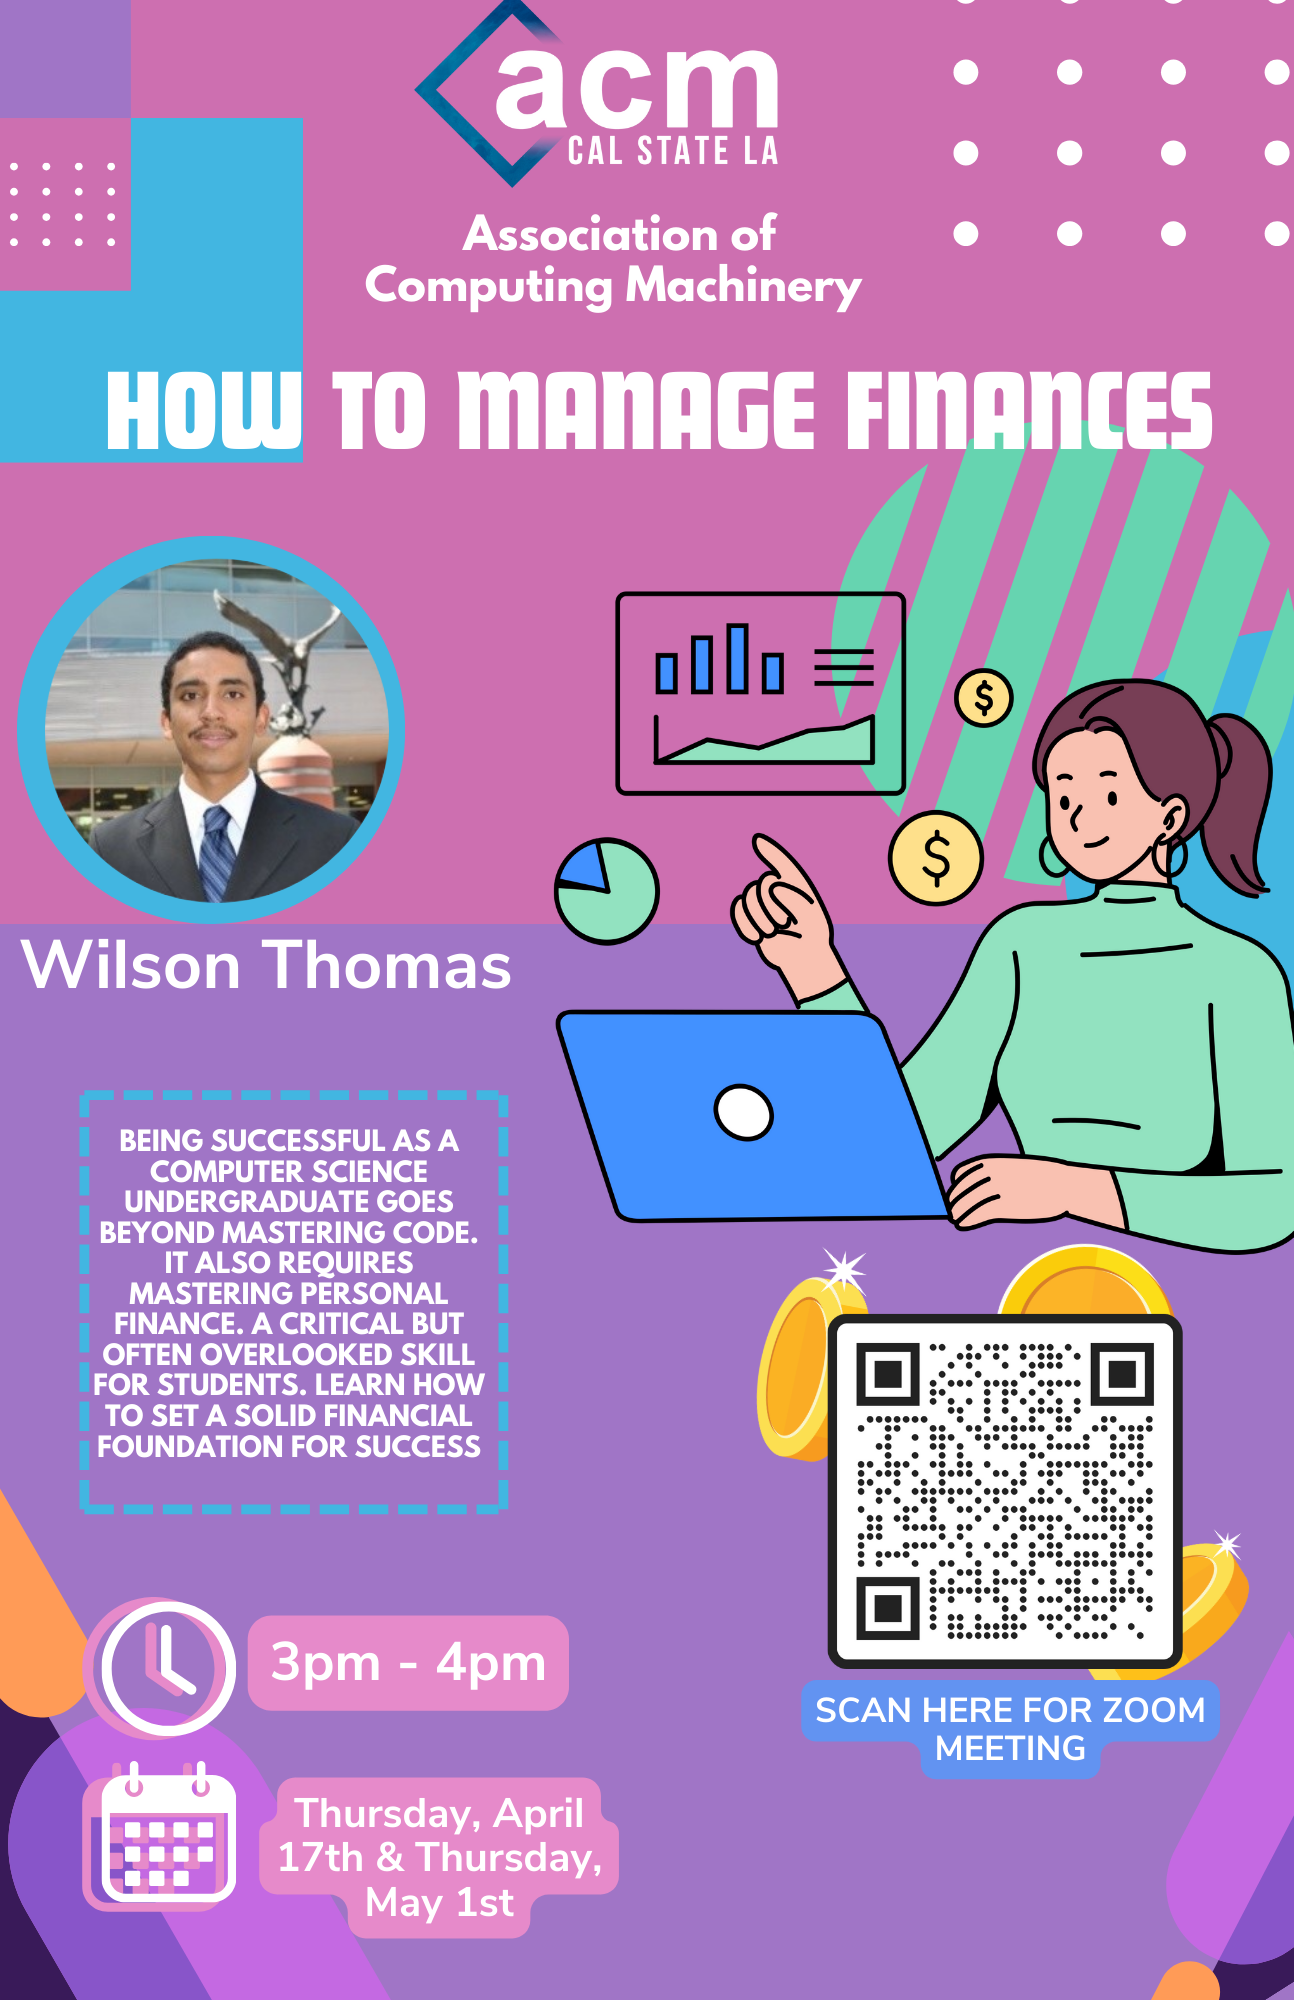 acm
CAL STATE LA
Association of
Computing Machinery
HOW TO MANAGE FINANCES
$
$
Wilson Thomas
BEING SUCCESSFUL AS A
COMPUTER SCIENCE
UNDERGRADUATE GOES
BEYOND MASTERING CODE.
IT ALSO REQUIRES
MASTERING PERSONAL
FINANCE. A CRITICAL BUT
OFTEN OVERLOOKED SKILL
FOR STUDENTS. LEARN HOW
TO SET A SOLID FINANCIAL
FOUNDATION FOR SUCCESS
3pm - 4pm
SCAN HERE FOR ZOOM
MEETING
Thursday, April
17th & Thursday,
May 1st